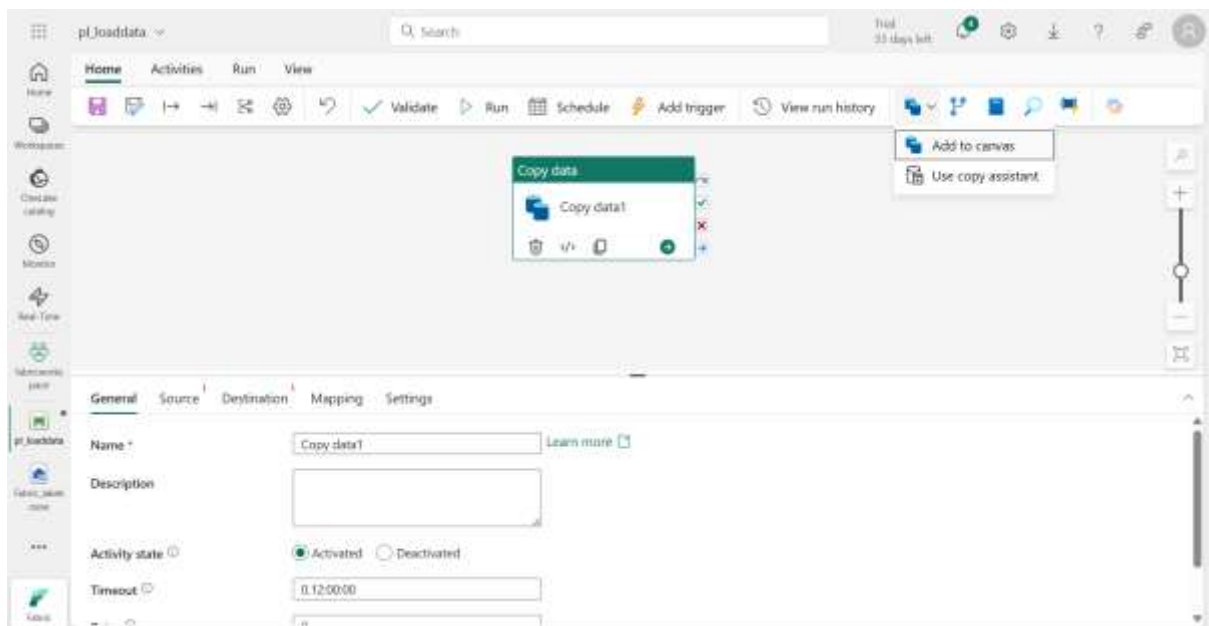 pl_loaddata
Search
Trial
33 days left
4
Home Activities Run View
Validate Run Schedule Add trigger View run history
Add to canvas
Use copy assistant
Home
Workspaces
OneLake
catalog
Monitor
Real-Time
pl_loaddata
Fabric
Copy data
Copy data1
General Source 1 Destination 1 Mapping Settings
Name * Copy data1 Learn more
Description
Activity state Activated Deactivated
Timeout 0.12:00:00